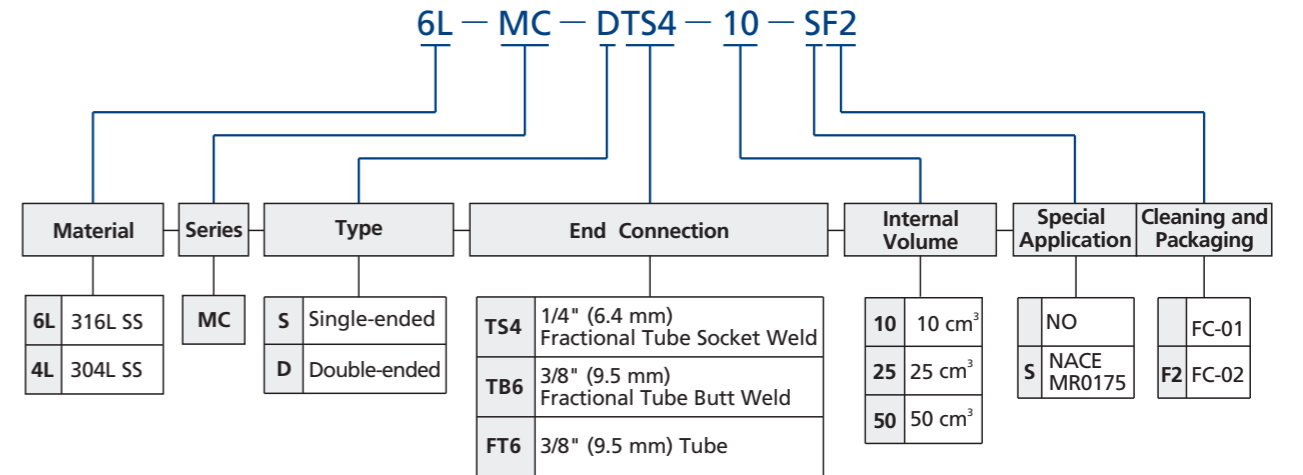 6L — MC — DTS4 — 10 — SF2
Material
Series
Type
End Connection
Internal
Volume
Special
Application
Cleaning and
Packaging
6L 316L SS
4L 304L SS
MC
S Single-ended
D Double-ended
TS4 1/4" (6.4 mm)
Fractional Tube Socket Weld
TB6 3/8" (9.5 mm)
Fractional Tube Butt Weld
FT6 3/8" (9.5 mm) Tube
10 10 cm³
25 25 cm³
50 50 cm³
NO
S NACE
MR0175
FC-01
F2 FC-02